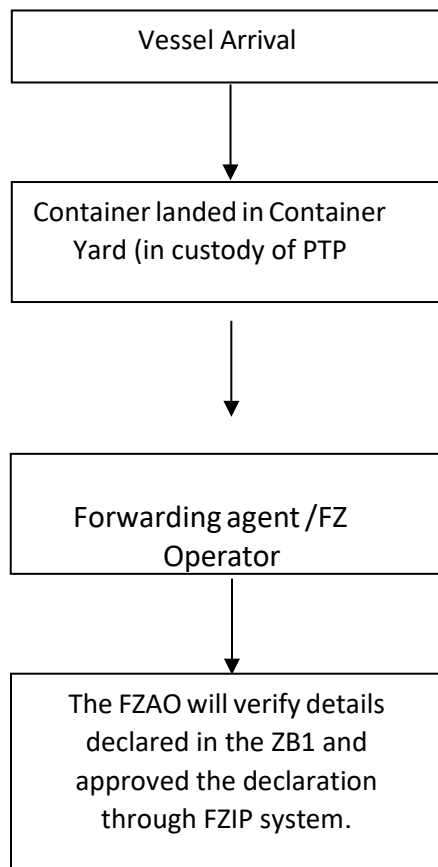 Vessel Arrival
Container landed in Container
Yard (in custody of PTP
Forwarding agent /FZ
Operator
The FZAO will verify details
declared in the ZB1 and
approved the declaration
through FZIP system.